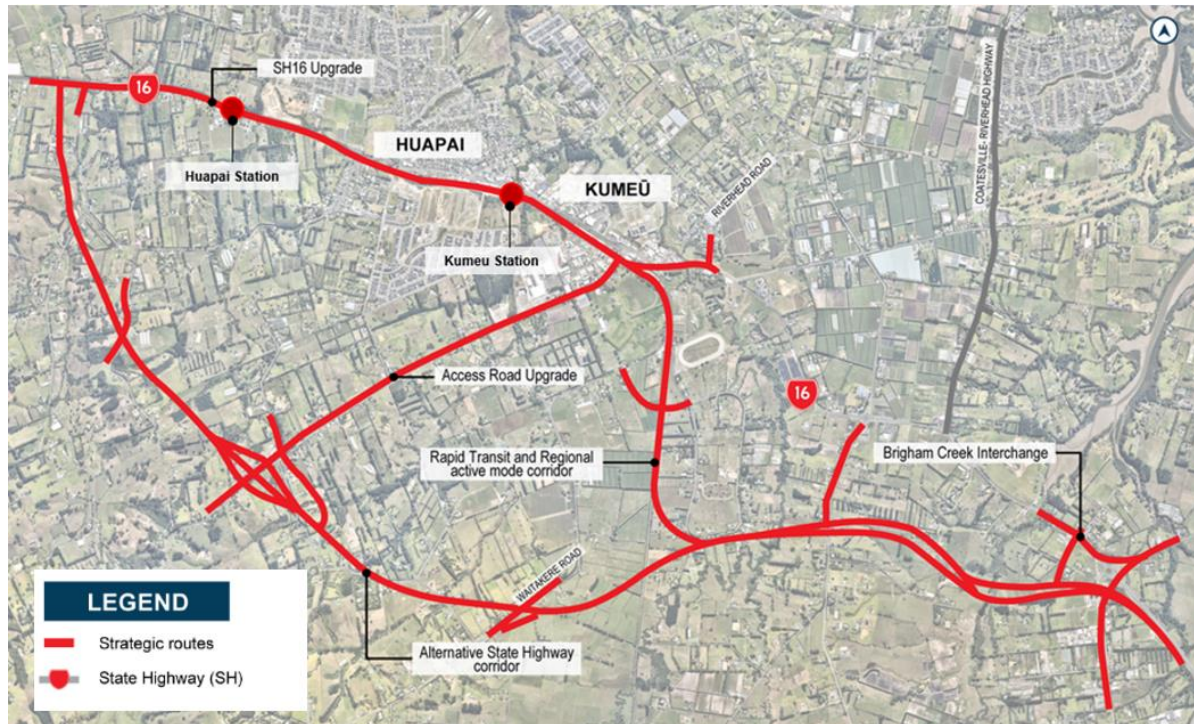 16
SH16 Upgrade
Huapai Station
HUAPAI
KUMEŪ
Kumeu Station
RIVERHEAD ROAD
COATESVILLE- RIVERHEAD HIGHWAY
Access Road Upgrade
16
Rapid Transit and Regional
active mode corridor
Brigham Creek Interchange
WAITAKERE ROAD
Alternative State Highway
corridor
LEGEND
Strategic routes
State Highway (SH)